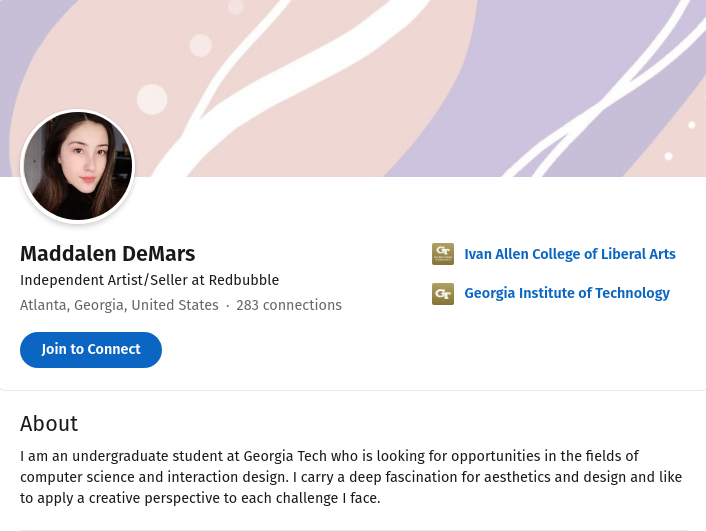 Maddalen DeMars
Independent Artist/Seller at Redbubble
Atlanta, Georgia, United States · 283 connections
Join to Connect
GT
Ivan Allen College of Liberal Arts
GT
Georgia Institute of Technology
About
I am an undergraduate student at Georgia Tech who is looking for opportunities in the fields of
computer science and interaction design. I carry a deep fascination for aesthetics and design and like
to apply a creative perspective to each challenge I face.